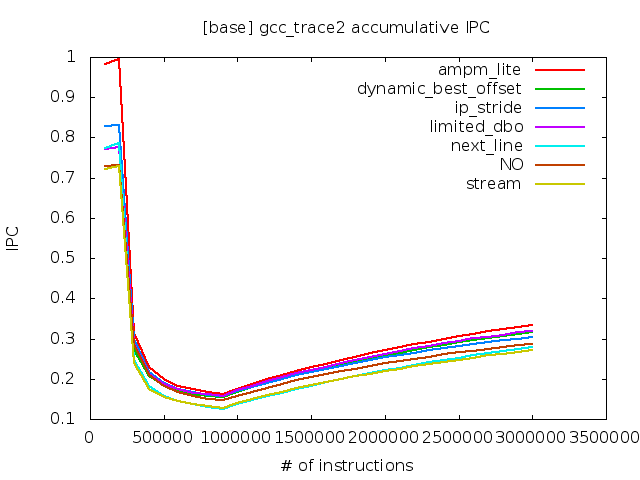 [base] gcc_trace2 accumulative IPC
1
0.9
0.8
0.7
0.6
0.5
0.4
0.3
0.2
0.1
IPC
ampm_lite
dynamic_best_offset
ip_stride
limited_dbo
next_line
NO
stream
0 500000 1000000 1500000 2000000 2500000 3000000 3500000
# of instructions